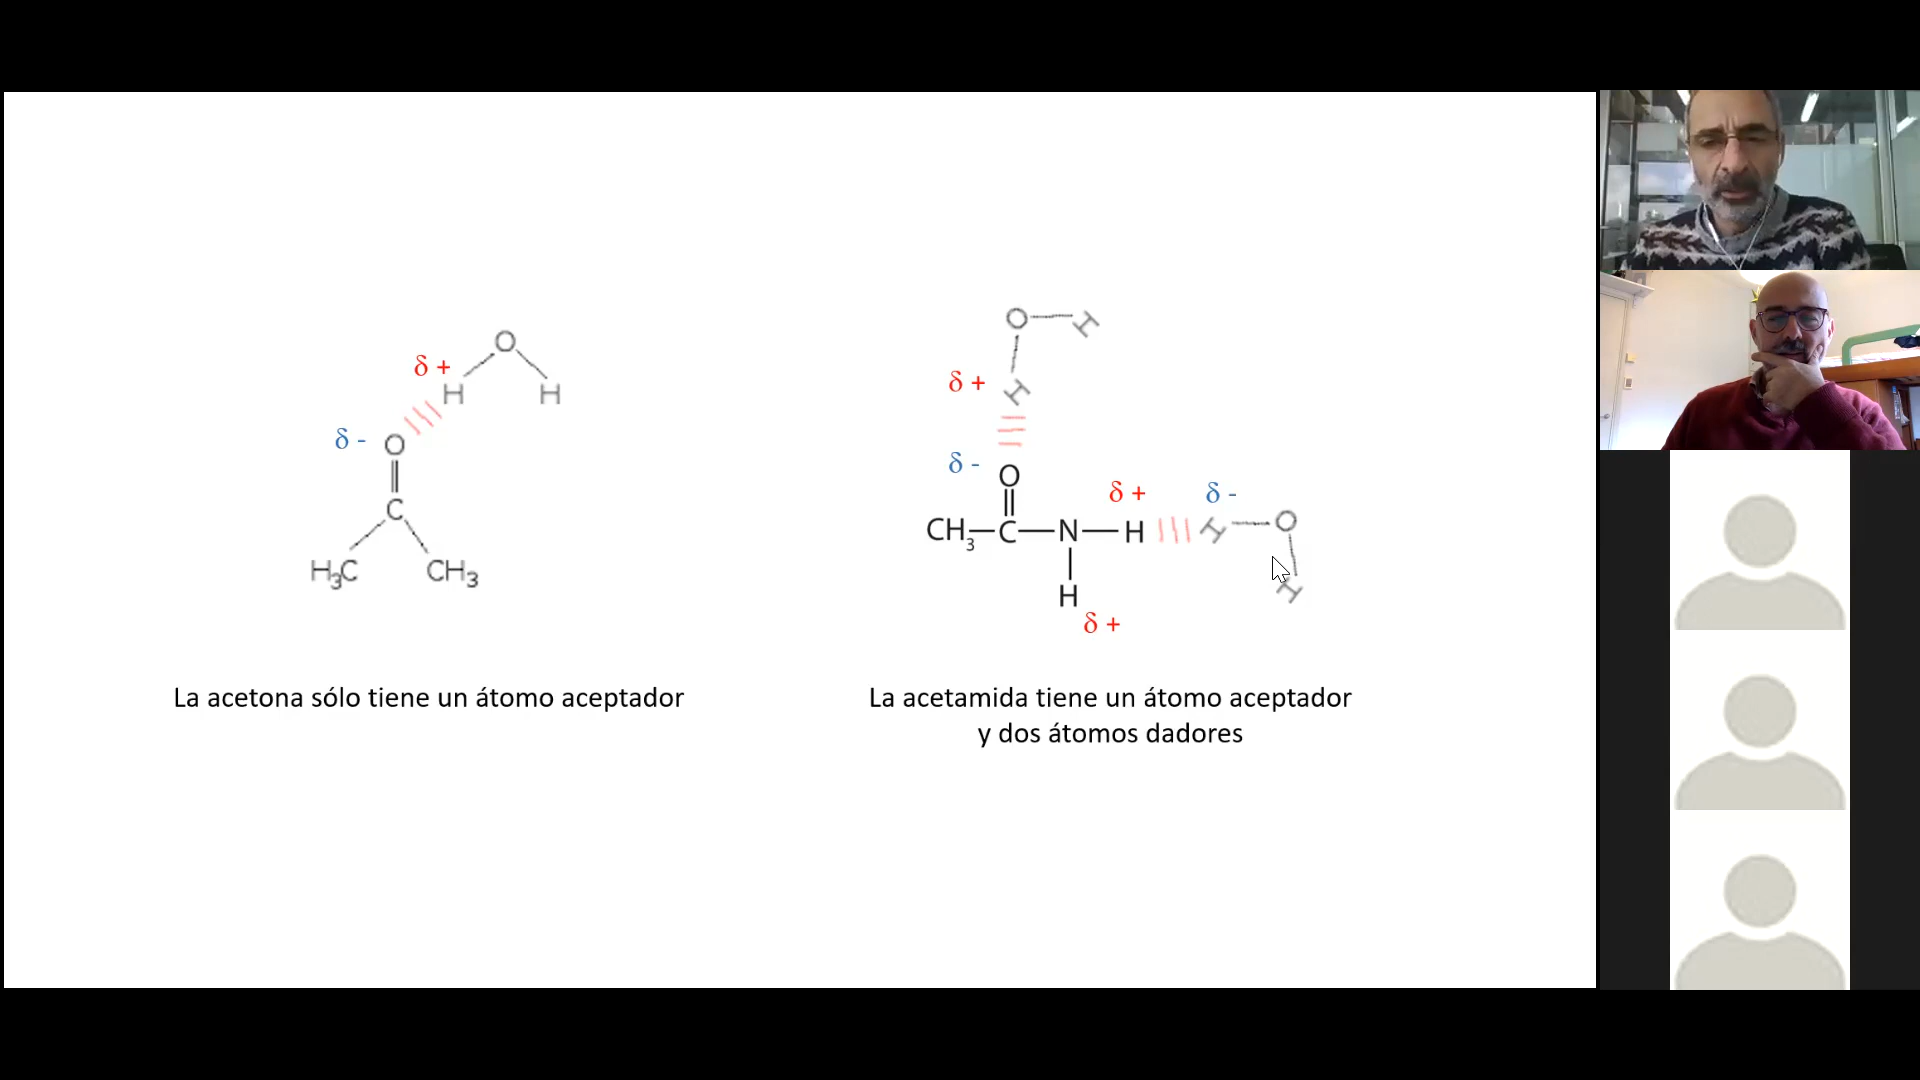 O
δ +
H
H
δ -
O
C
H₃C
CH₃
La acetona sólo tiene un átomo aceptador
O
H
δ +
H
δ -
O
δ +
δ -
CH₃
C
N
H
H
O
H
H
δ +
La acetamida tiene un átomo aceptador
y dos átomos dadores